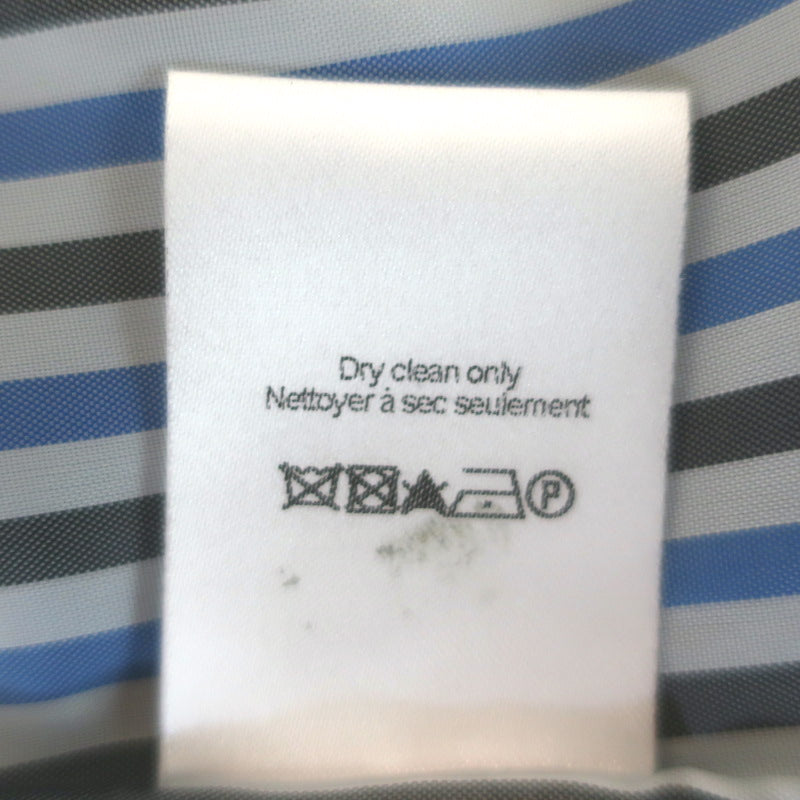 Dry clean only
Nettoyer à sec seulement
P